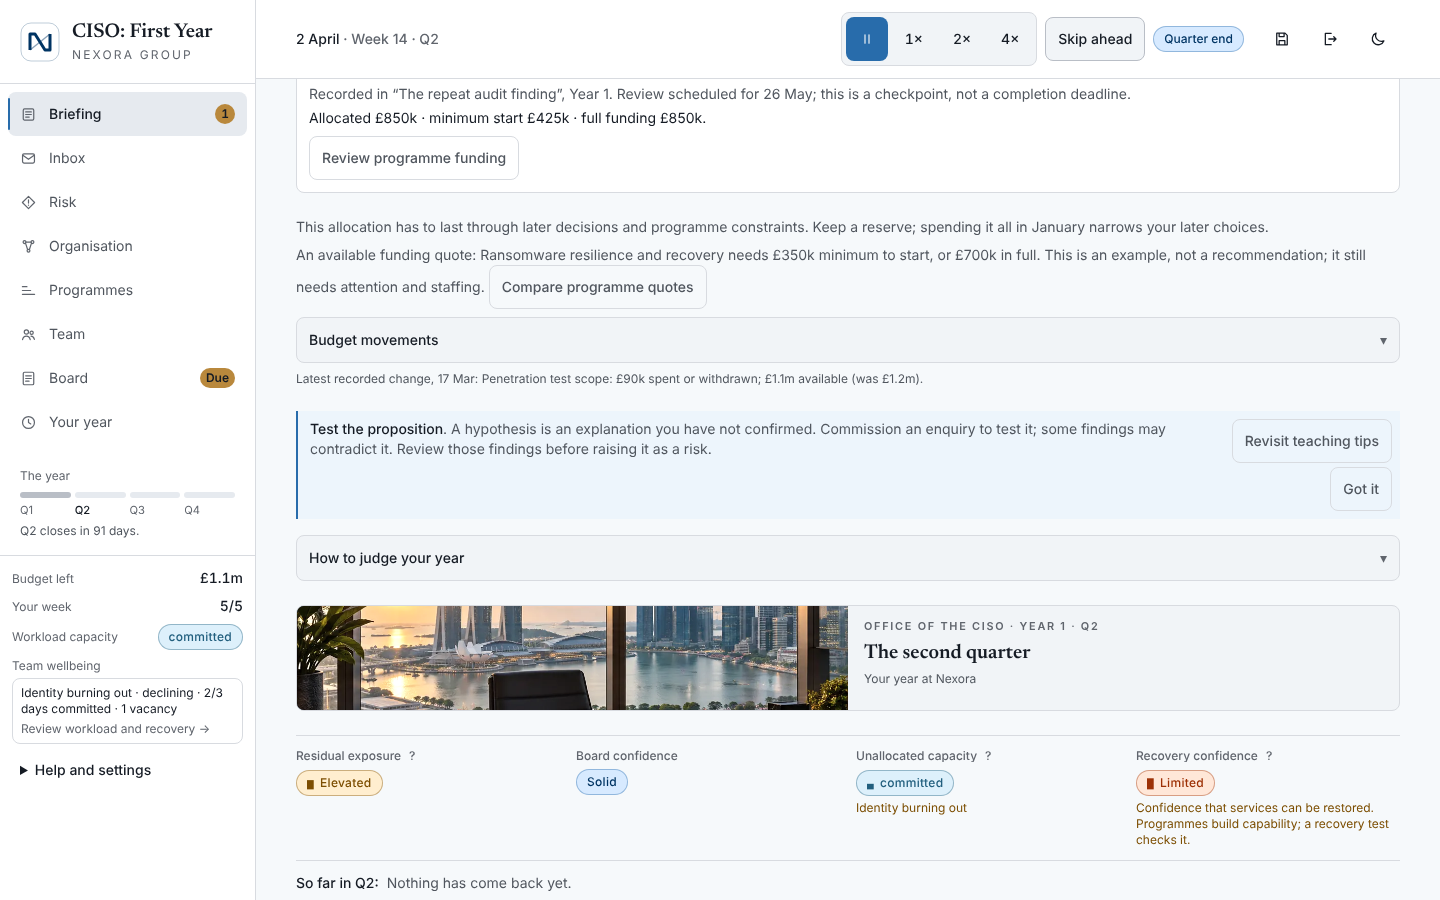 CISO: First Year
NEXORA GROUP
2 April · Week 14 · Q2
1×
2×
4×
Skip ahead
Quarter end
Briefing
1
Inbox
Risk
Organisation
Programmes
Team
Board
Due
Your year
The year
Q1
Q2
Q3
Q4
Q2 closes in 91 days.
Budget left
£1.1m
Your week
5/5
Workload capacity
committed
Team wellbeing
Identity burning out · declining · 2/3
days committed · 1 vacancy
Review workload and recovery →
Help and settings
Recorded in “The repeat audit finding”, Year 1. Review scheduled for 26 May; this is a checkpoint, not a completion deadline.
Allocated £850k · minimum start £425k · full funding £850k.
Review programme funding
This allocation has to last through later decisions and programme constraints. Keep a reserve; spending it all in January narrows your later choices.
An available funding quote: Ransomware resilience and recovery needs £350k minimum to start, or £700k in full. This is an example, not a recommendation; it still
needs attention and staffing.
Compare programme quotes
Budget movements
Latest recorded change, 17 Mar: Penetration test scope: £90k spent or withdrawn; £1.1m available (was £1.2m).
Test the proposition. A hypothesis is an explanation you have not confirmed. Commission an enquiry to test it; some findings may
contradict it. Review those findings before raising it as a risk.
Revisit teaching tips
Got it
How to judge your year
OFFICE OF THE CISO · YEAR 1 · Q2
The second quarter
Your year at Nexora
Residual exposure ?
Elevated
Board confidence
Solid
Unallocated capacity ?
committed
Identity burning out
Recovery confidence ?
Limited
Confidence that services can be restored.
Programmes build capability; a recovery test
checks it.
So far in Q2: Nothing has come back yet.